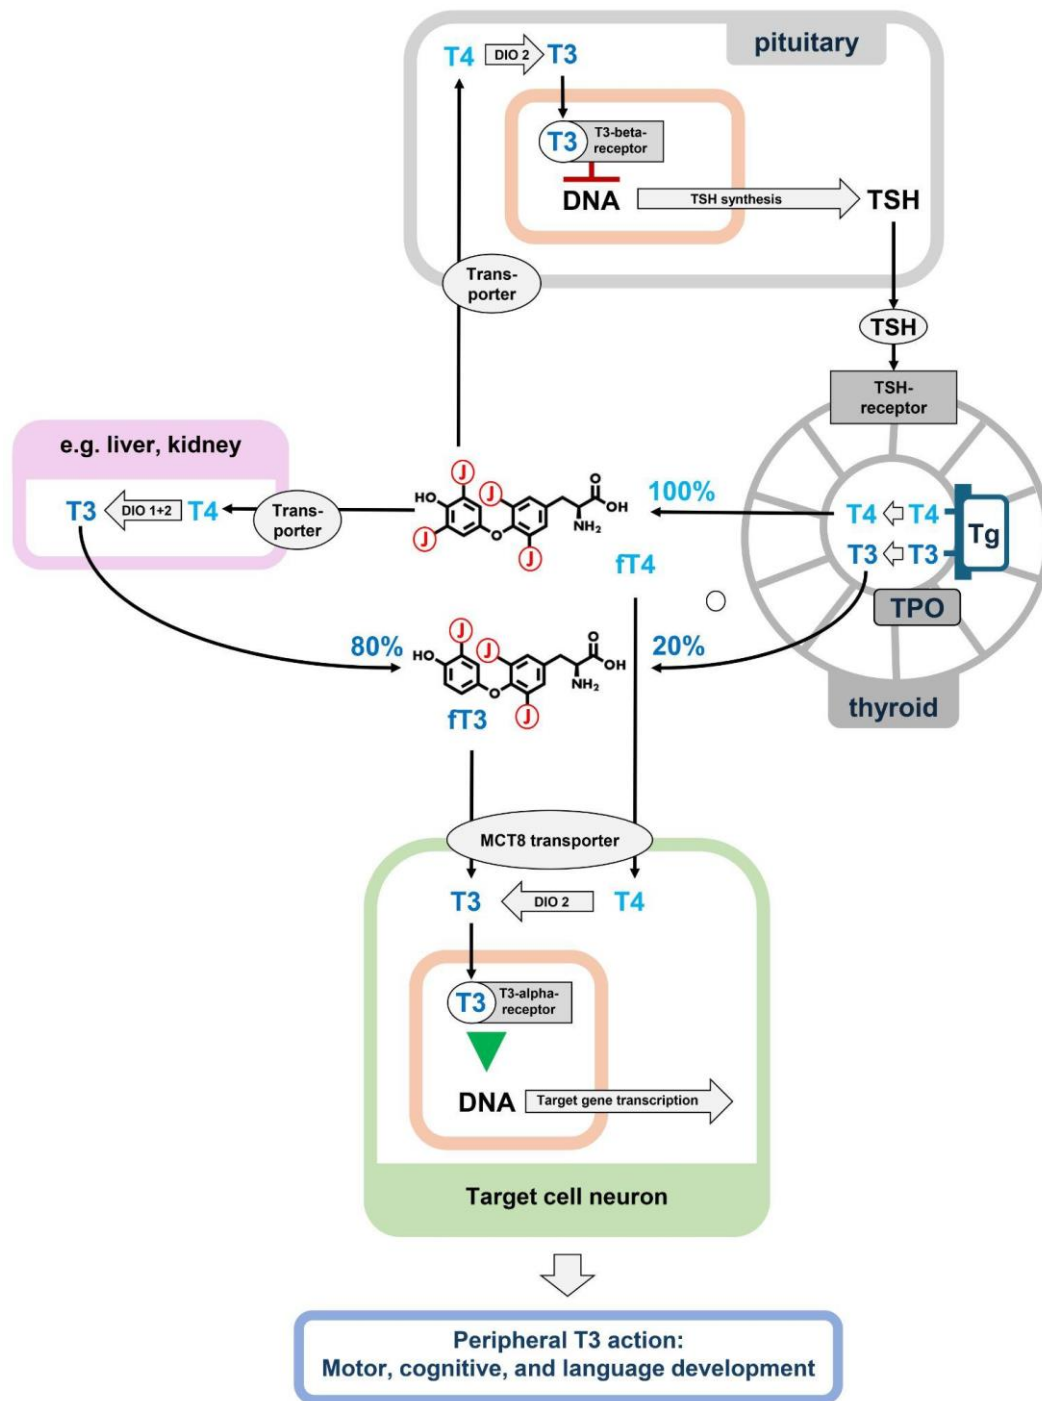 pituitary
T4
DIO 2
T3
T3
T3-beta-
receptor
DNA
TSH synthesis
TSH
Trans-
porter
TSH
TSH-
receptor
e.g. liver, kidney
T3
DIO 1+2
T4
Trans-
porter
J
J
HO
O
OH
NH₂
J
O
J
100%
fT4
T4
T4
Tg
T3
T3
TPO
thyroid
80%
J
J
HO
O
OH
NH₂
O
J
fT3
20%
MCT8 transporter
T3
DIO 2
T4
T3
T3-alpha-
receptor
DNA
Target gene transcription
Target cell neuron
Peripheral T3 action:
Motor, cognitive, and language development